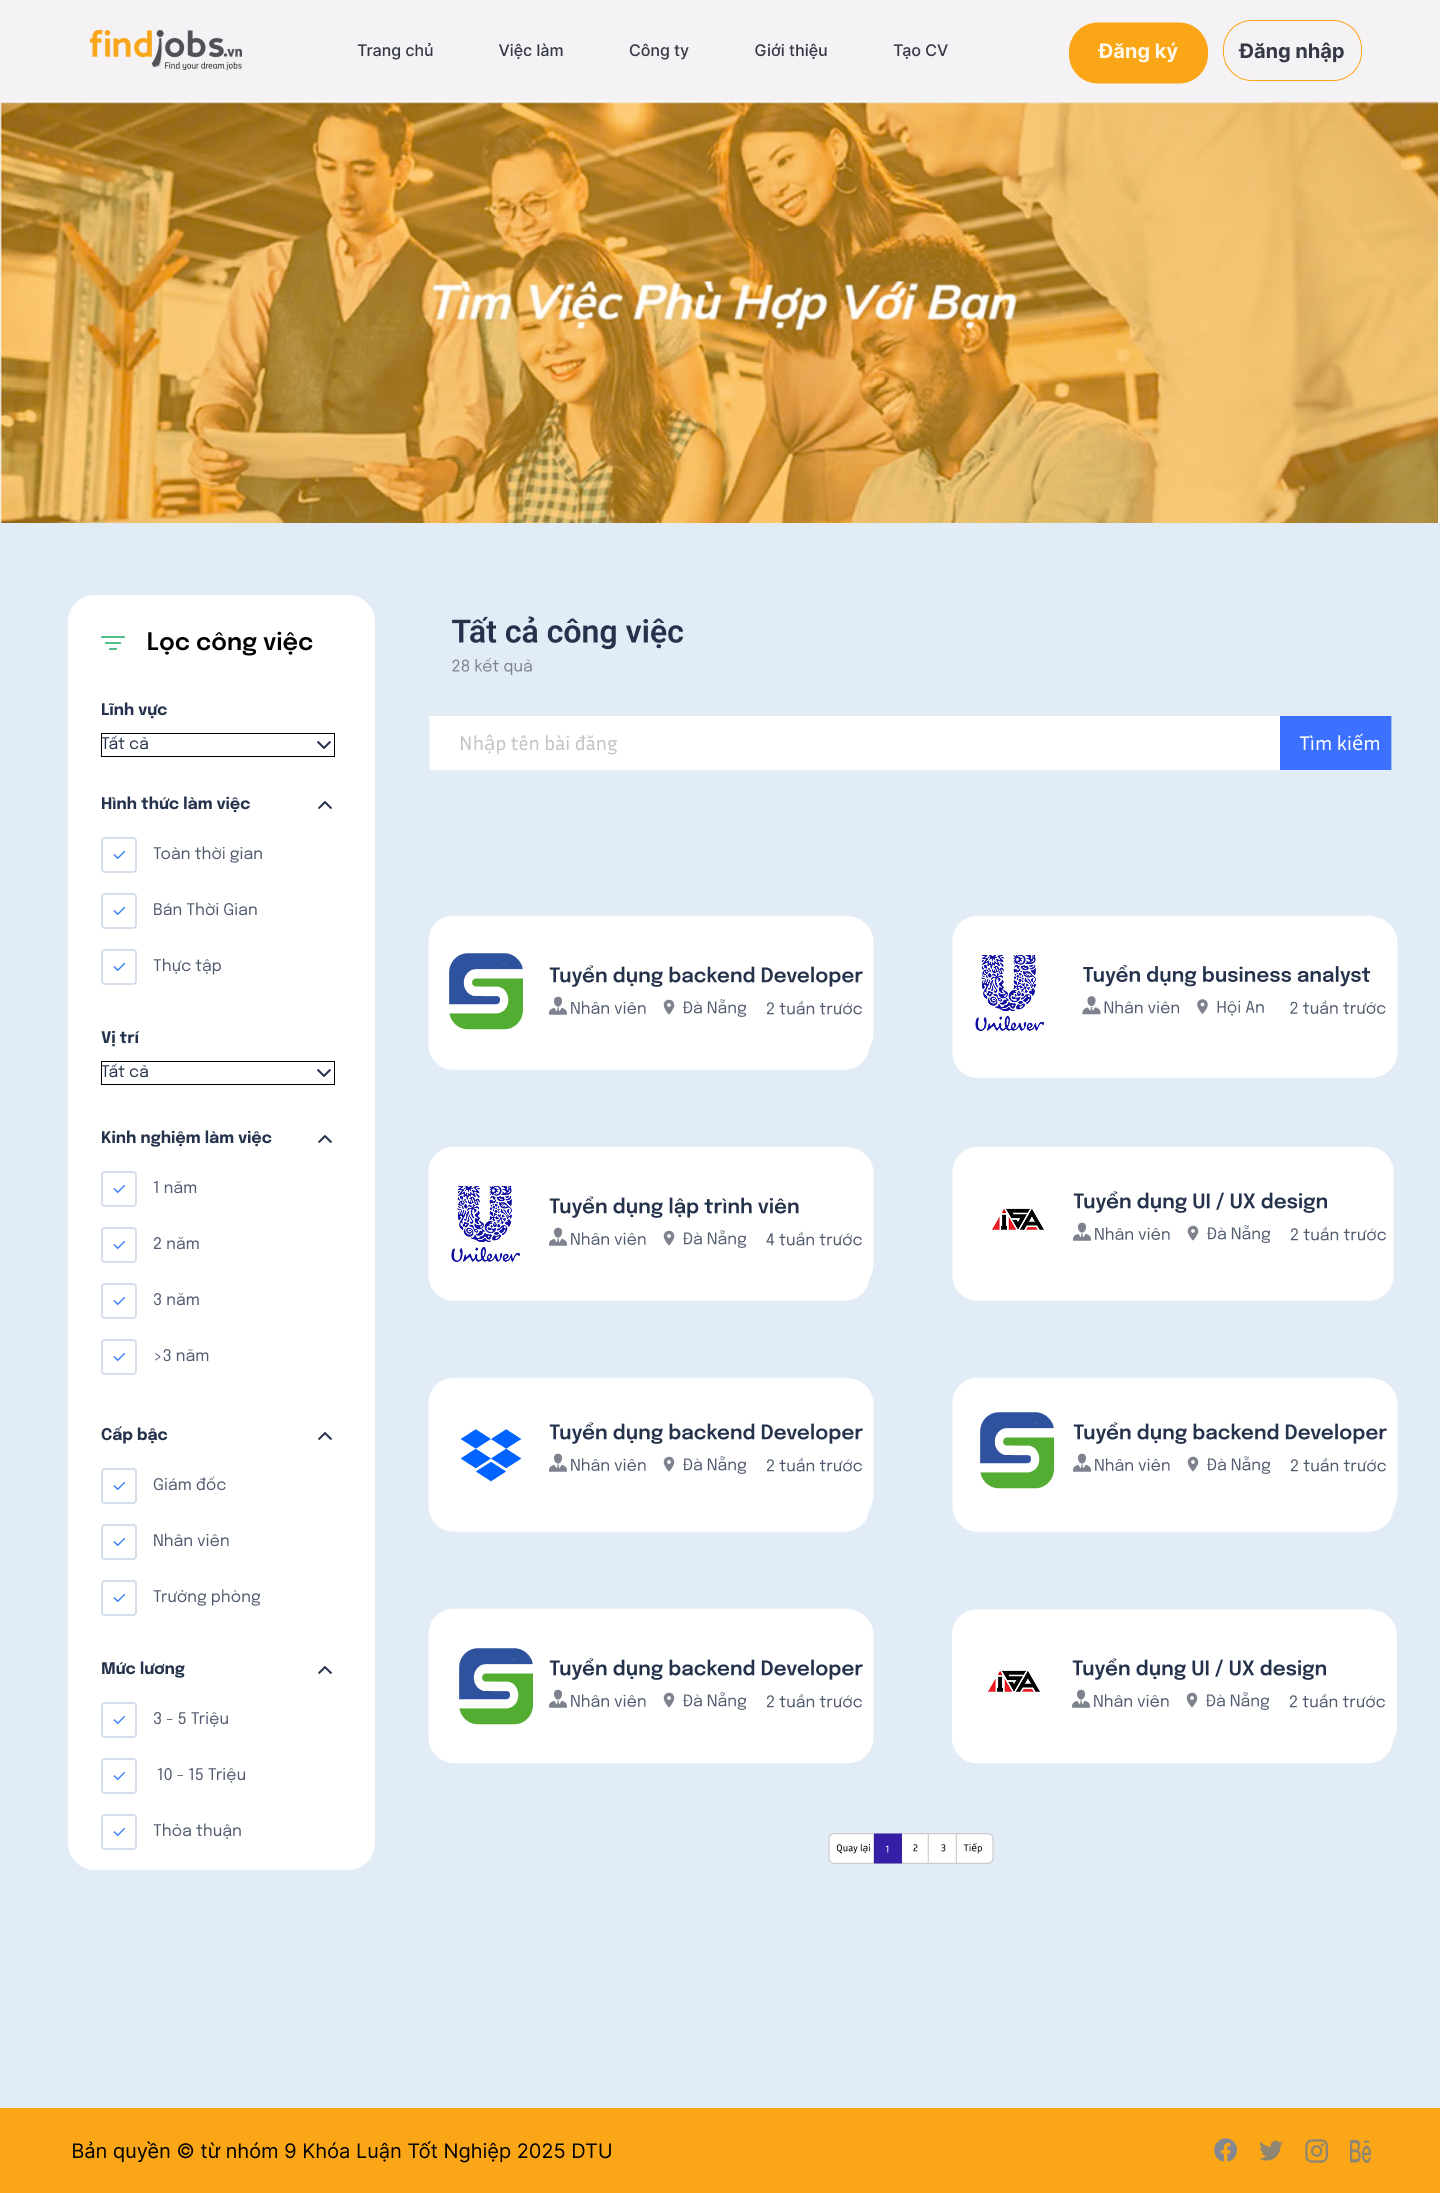 findjobs.vn
Find your dream jobs
Trang chủ
Việc làm
Công ty
Giới thiệu
Tạo CV
Đăng ký
Đăng nhập
Tìm Việc Phù Hợp Với Bạn
Lọc công việc
Lĩnh vực
Tất cả
Hình thức làm việc
Toàn thời gian
Bán Thời Gian
Thực tập
Vị trí
Tất cả
Kinh nghiệm làm việc
1 năm
2 năm
3 năm
>3 năm
Cấp bậc
Giám đốc
Nhân viên
Trưởng phòng
Mức lương
3 - 5 Triệu
10 - 15 Triệu
Thỏa thuận
Tất cả công việc
28 kết quả
Nhập tên bài đăng
Tìm kiếm
Tuyển dụng backend Developer
Nhân viên Đà Nẵng 2 tuần trước
Unilever
Tuyển dụng business analyst
Nhân viên Hội An 2 tuần trước
Unilever
Tuyển dụng lập trình viên
Nhân viên Đà Nẵng 4 tuần trước
Tuyển dụng UI / UX design
Nhân viên Đà Nẵng 2 tuần trước
Tuyển dụng backend Developer
Nhân viên Đà Nẵng 2 tuần trước
Tuyển dụng backend Developer
Nhân viên Đà Nẵng 2 tuần trước
Tuyển dụng backend Developer
Nhân viên Đà Nẵng 2 tuần trước
Tuyển dụng UI / UX design
Nhân viên Đà Nẵng 2 tuần trước
Quay lại 1 2 3 Tiếp
Bản quyền © từ nhóm 9 Khóa Luận Tốt Nghiệp 2025 DTU
Bē